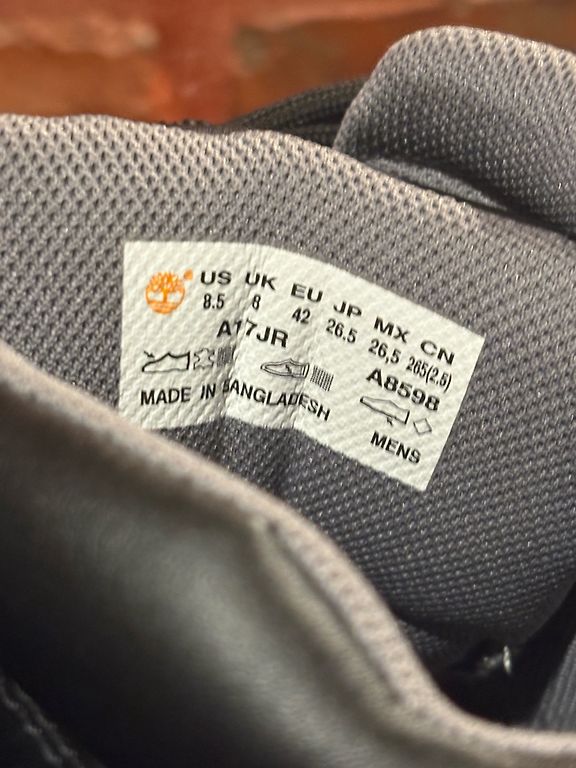 US UK EU JP MX CN
8.5 8 42 26.5 26,5 265(2.5)
A17JR A8598
MADE IN BANGLADESH MENS